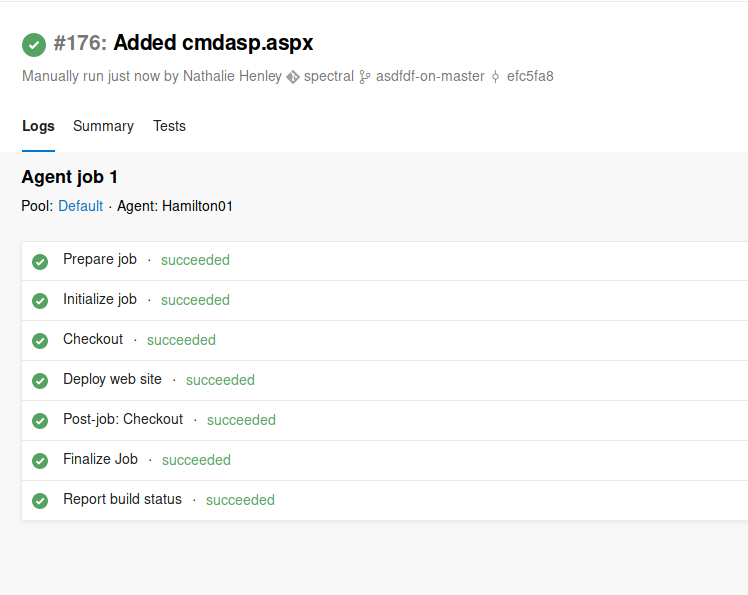 #176: Added cmdasp.aspx
Manually run just now by Nathalie Henley spectral asdfdf-on-master efc5fa8
Logs Summary Tests
Agent job 1
Pool: Default · Agent: Hamilton01
Prepare job · succeeded
Initialize job · succeeded
Checkout · succeeded
Deploy web site · succeeded
Post-job: Checkout · succeeded
Finalize Job · succeeded
Report build status · succeeded